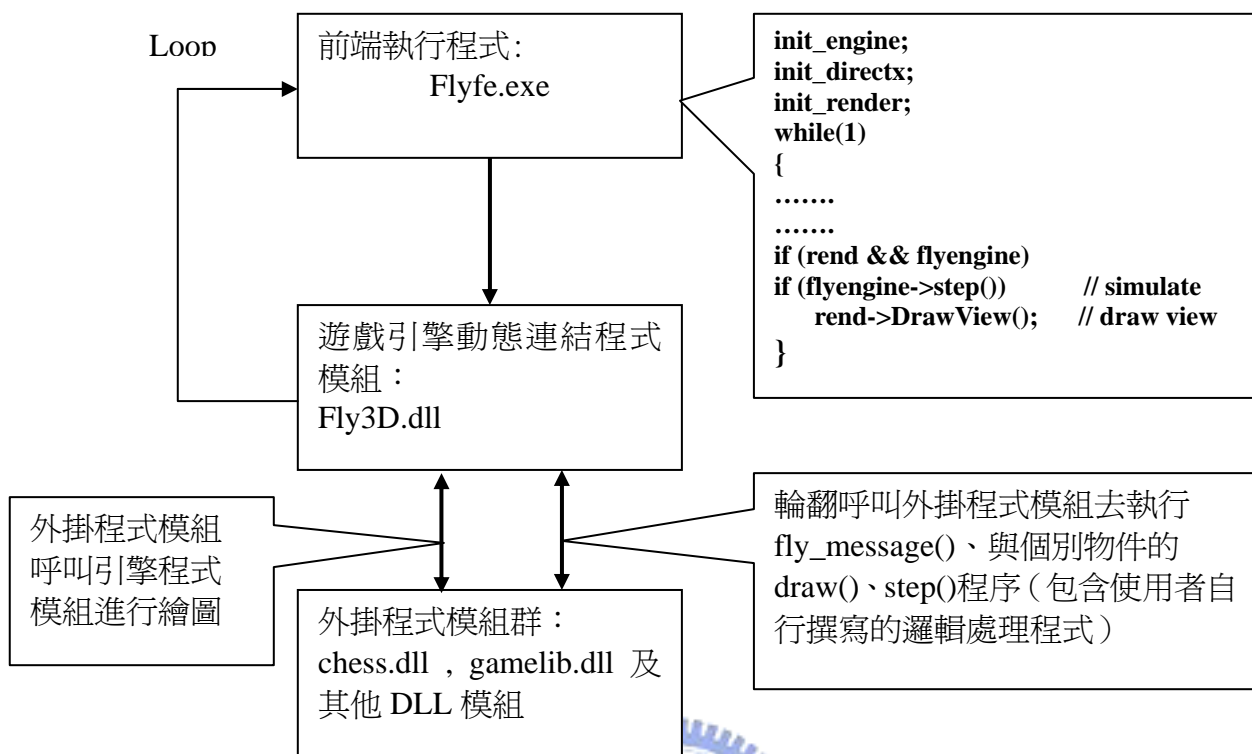 Loop
前端執行程式:
Flyfe.exe
init_engine;
init_directx;
init_render;
while(1)
{
…….
…….
if (rend && flyengine)
if (flyengine->step()) // simulate
rend->DrawView(); // draw view
}
遊戲引擎動態連結程式
模組：
Fly3D.dll
外掛程式模組
呼叫引擎程式
模組進行繪圖
輪翻呼叫外掛程式模組去執行
fly_message()、與個別物件的
draw()、step()程序（包含使用者自
行撰寫的邏輯處理程式）
外掛程式模組群：
chess.dll , gamelib.dll 及
其他 DLL 模組